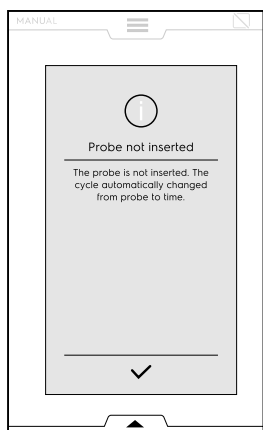 MANUAL
Probe not inserted
The probe is not inserted. The
cycle automatically changed
from probe to time.